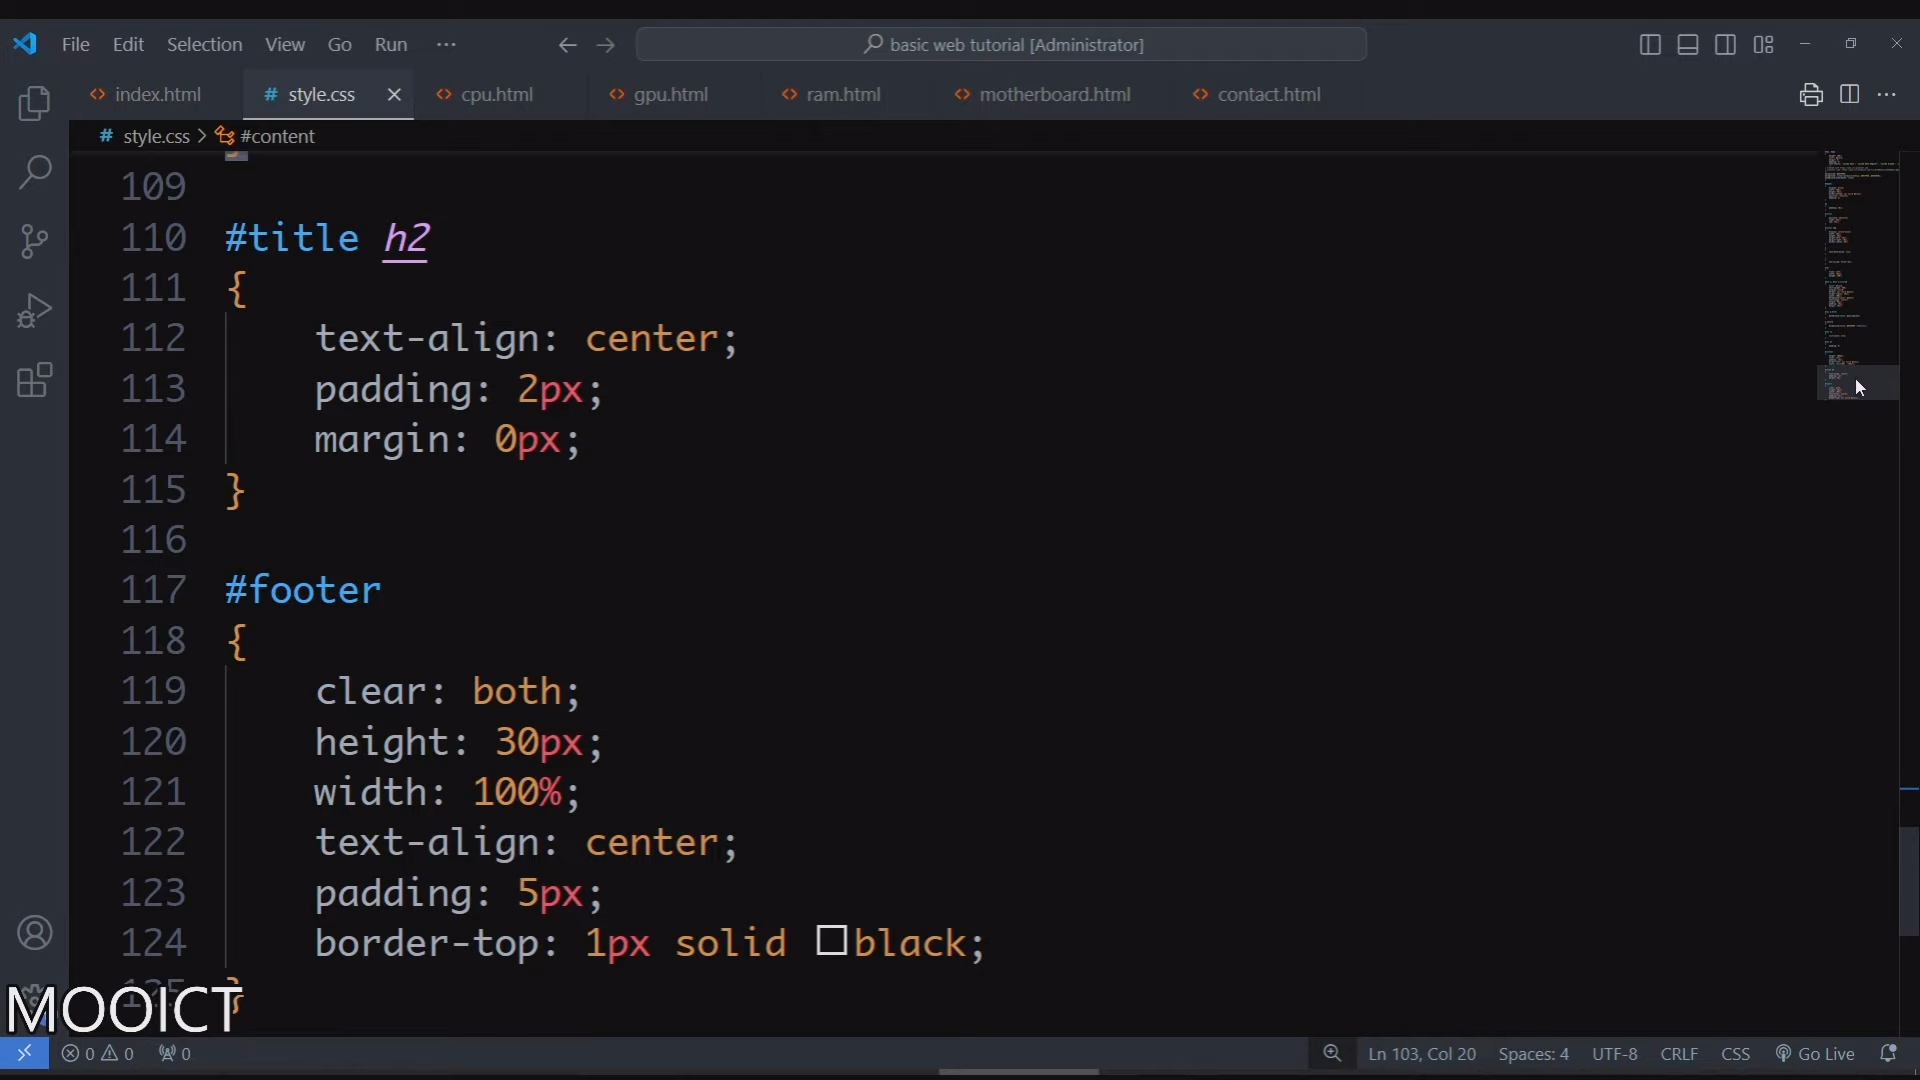 File Edit Selection View Go Run ··· basic web tutorial [Administrator]
index.html # style.css cpu.html gpu.html ram.html motherboard.html contact.html
# style.css > #content
109
110 #title h2
111 {
112 text-align: center;
113 padding: 2px;
114 margin: 0px;
115 }
116
117 #footer
118 {
119 clear: both;
120 height: 30px;
121 width: 100%;
122 text-align: center;
123 padding: 5px;
124 border-top: 1px solid black;
125 }
MOOICT
0 0 0 Ln 103, Col 20 Spaces: 4 UTF-8 CRLF CSS Go Live